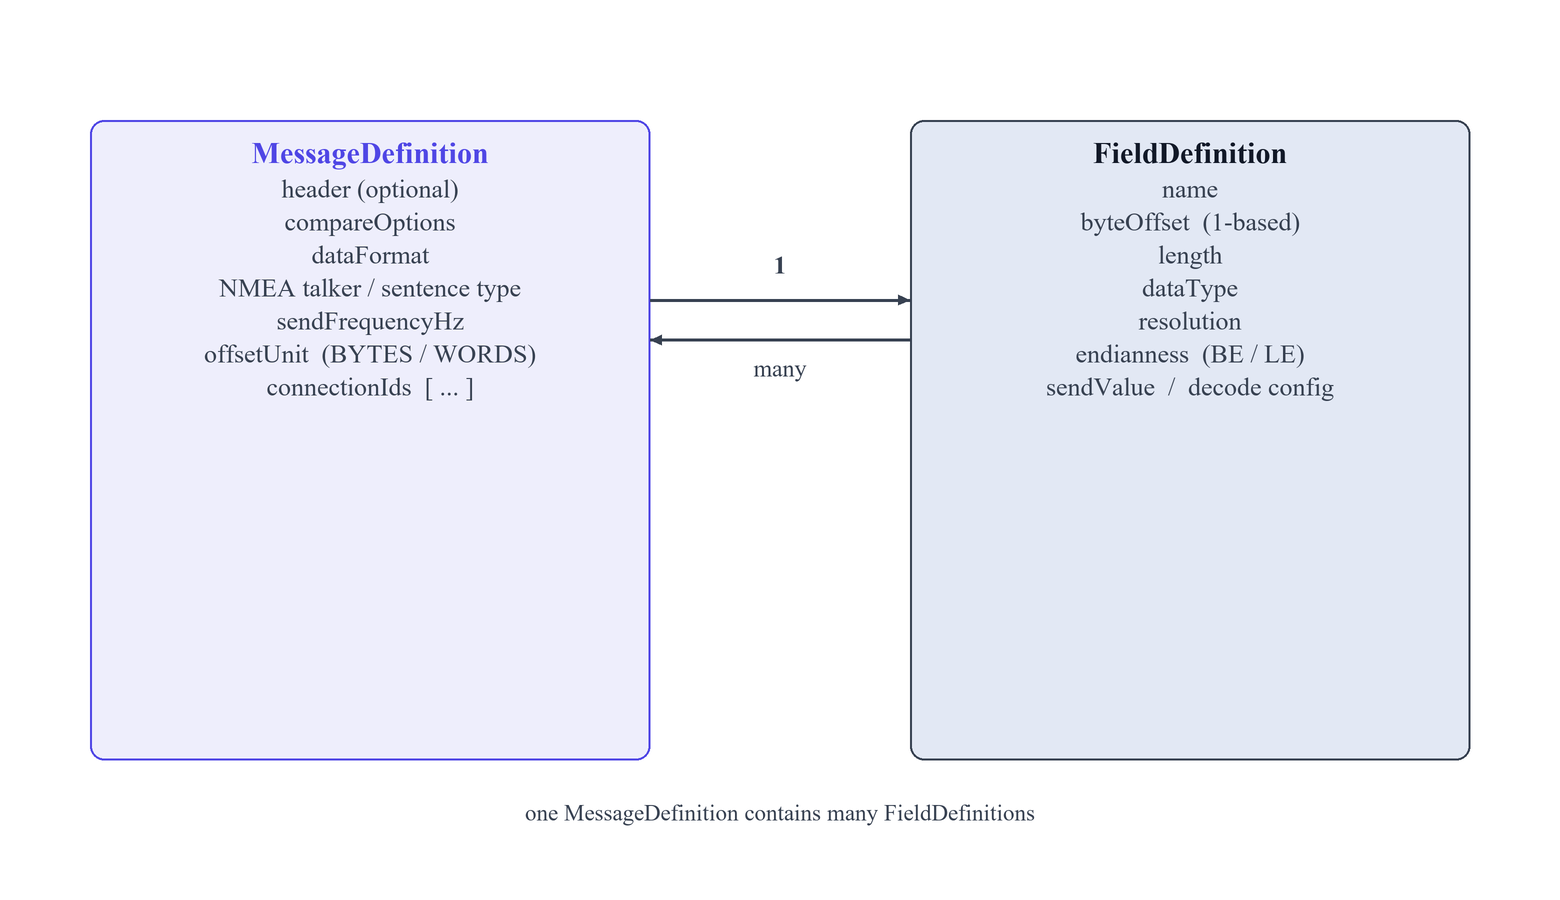 MessageDefinition
header (optional)
compareOptions
dataFormat
NMEA talker / sentence type
sendFrequencyHz
offsetUnit  (BYTES / WORDS)
connectionIds  [ ... ]
1
many
FieldDefinition
name
byteOffset  (1-based)
length
dataType
resolution
endianness  (BE / LE)
sendValue  /  decode config
one MessageDefinition contains many FieldDefinitions